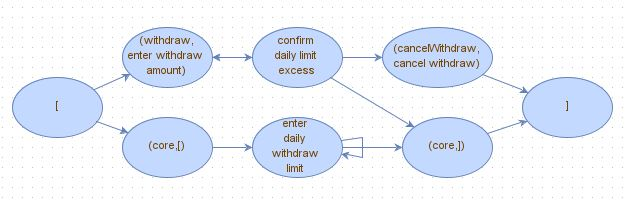 [
(withdraw,
enter withdraw
amount)
confirm
daily limit
excess
(cancelWithdraw,
cancel withdraw)
]
(core,[)
enter
daily
withdraw
limit
(core,])